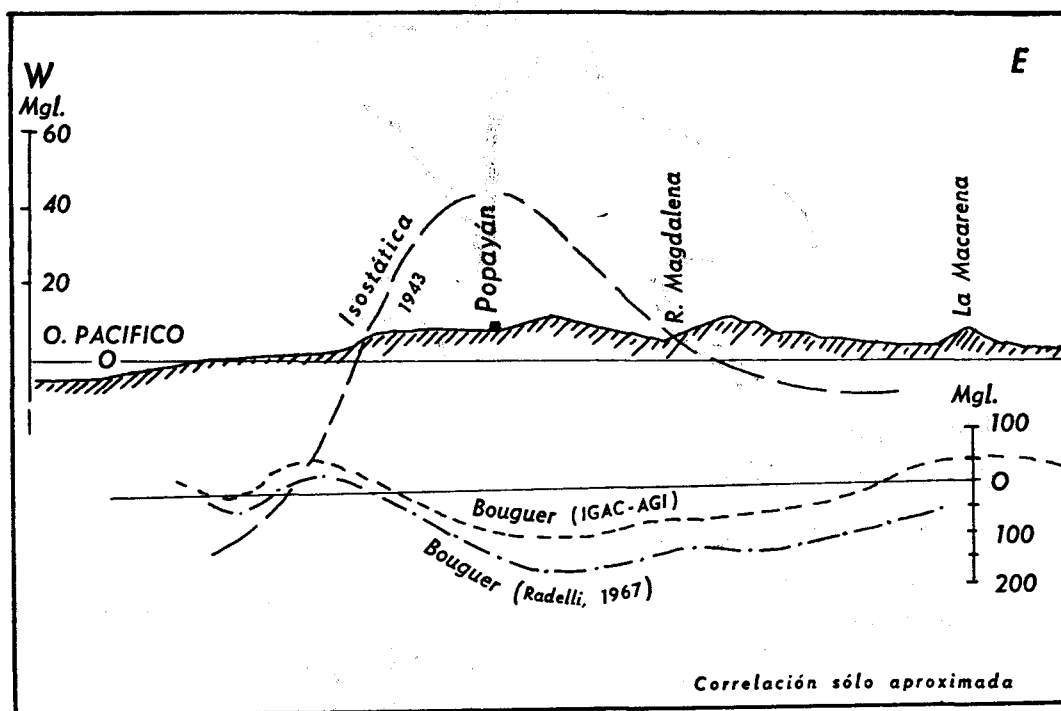 W
E
Mgl.
60
40
20
O. PACIFICO
O
Isostática
1943
Popayán
R. Magdalena
La Macarena
Mgl.
100
O
100
200
Bouguer (IGAC-AGI)
Bouguer (Radelli, 1967)
Correlación sólo aproximada